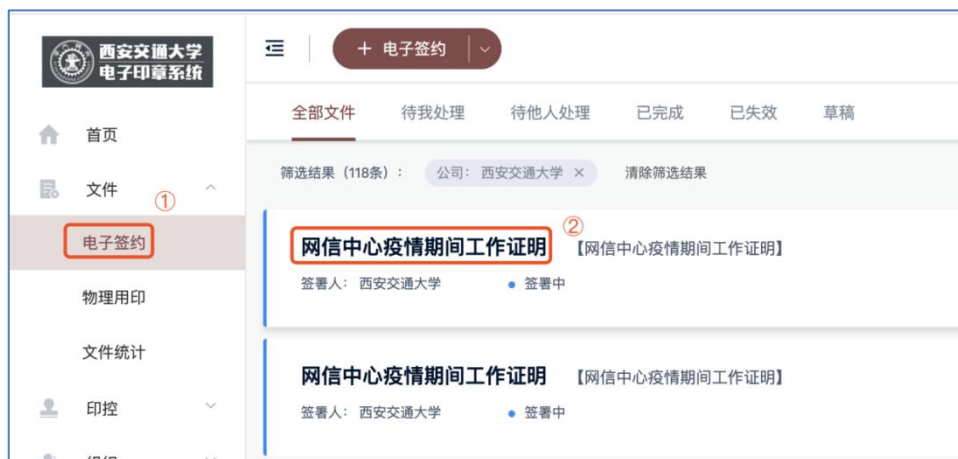 西安交通大学
电子印章系统
+ 电子签约
首页
文件
①
电子签约
物理用印
文件统计
印控
全部文件 待我处理 待他人处理 已完成 已失效 草稿
筛选结果（118条）： 公司： 西安交通大学 × 清除筛选结果
②
网信中心疫情期间工作证明 【网信中心疫情期间工作证明】
签署人： 西安交通大学 签署中
网信中心疫情期间工作证明 【网信中心疫情期间工作证明】
签署人： 西安交通大学 签署中